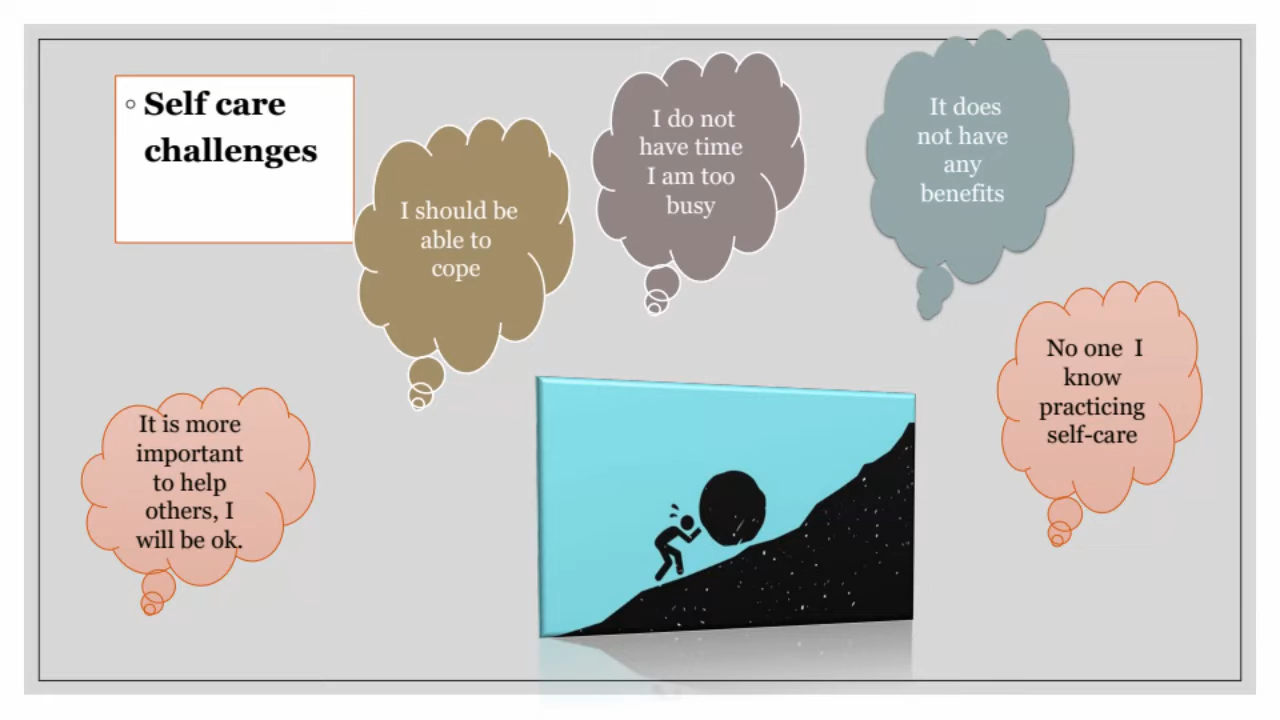 Self care
challenges
I should be
able to
cope
I do not
have time
I am too
busy
It does
not have
any
benefits
No one I
know
practicing
self-care
It is more
important
to help
others, I
will be ok.